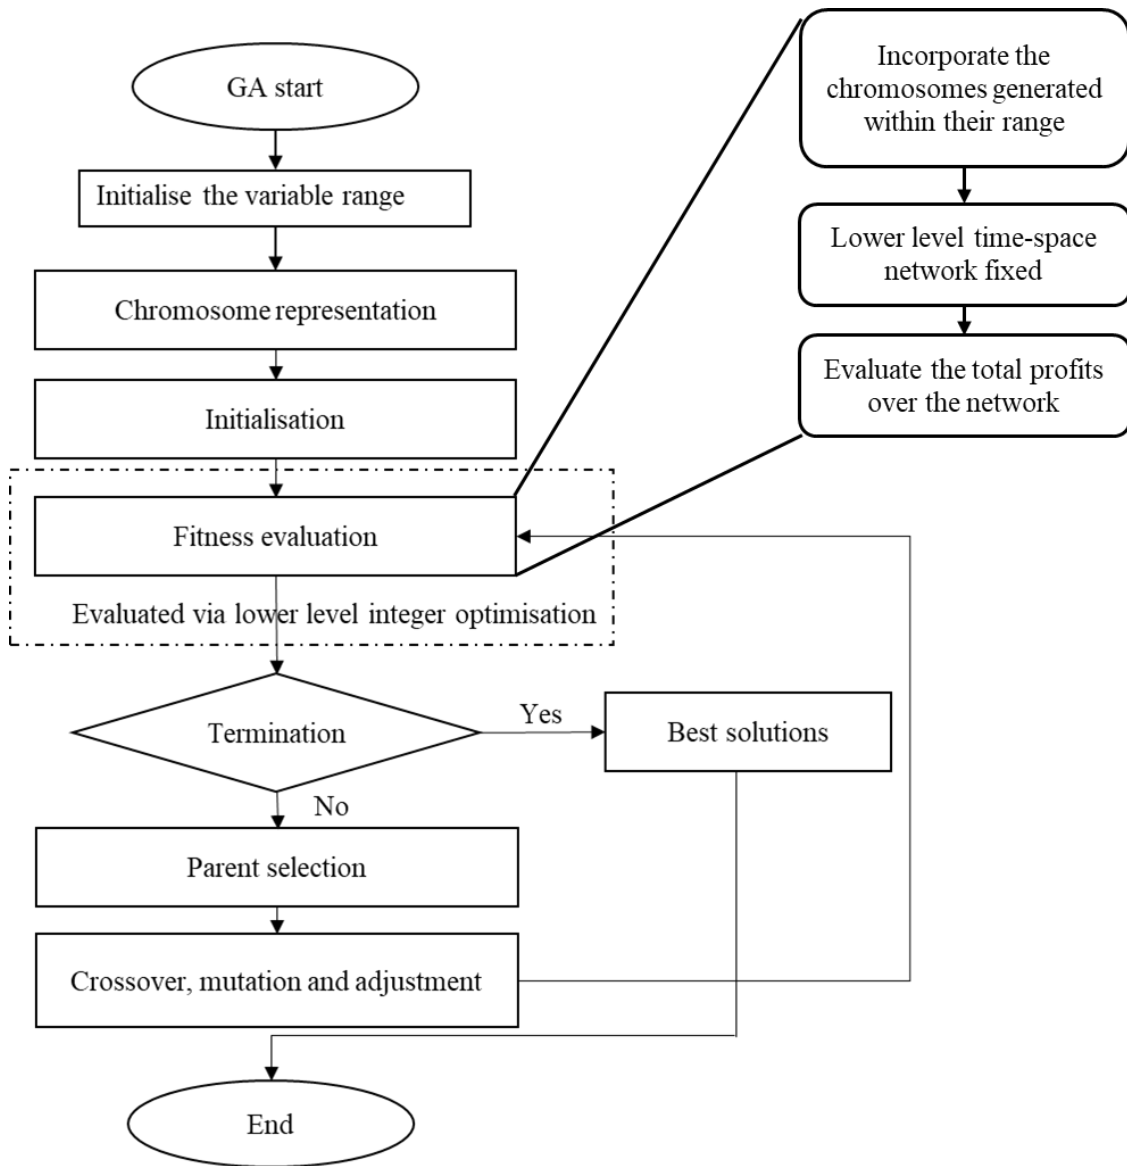 GA start
Initialise the variable range
Chromosome representation
Initialisation
Fitness evaluation
Evaluated via lower level integer optimisation
Termination
Yes
Best solutions
No
Parent selection
Crossover, mutation and adjustment
End
Incorporate the
chromosomes generated
within their range
Lower level time-space
network fixed
Evaluate the total profits
over the network